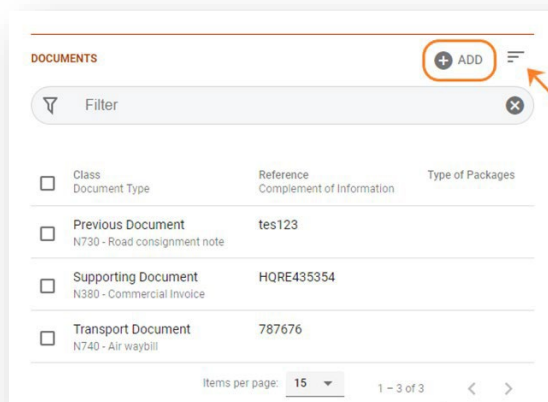 DOCUMENTS
ADD
Filter
Class Reference Type of Packages
Document Type Complement of Information
Previous Document tes123
N730 - Road consignment note
Supporting Document HQRE435354
N380 - Commercial Invoice
Transport Document 787676
N740 - Air waybill
Items per page: 15 1 – 3 of 3